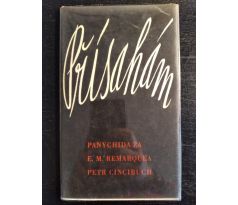 Přísahám
PANYCHIDA ZA
E. M. REMARQUEA
PETR CINCIBUCH